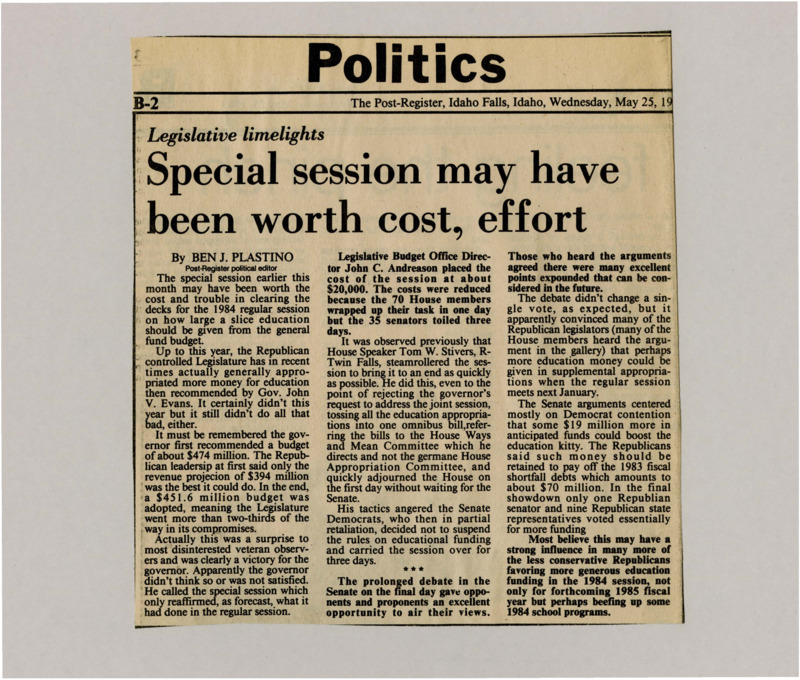 Politics
B-2
The Post-Register, Idaho Falls, Idaho, Wednesday, May 25, 19
Legislative limelights
Special session may have
been worth cost, effort
By BEN J. PLASTINO
Post-Register political editor
The special session earlier this
month may have been worth the
cost and trouble in clearing the
decks for the 1984 regular session
on how large a slice education
should be given from the general
fund budget.
Up to this year, the Republican
controlled Legislature has in recent
times actually generally appro-
priated more money for education
then recommended by Gov. John
V. Evans. It certainly didn't this
year but it still didn't do all that
bad, either.
It must be remembered the gov-
ernor first recommended a budget
of about $474 million. The Repub-
lican leadersip at first said only the
revenue projecion of $394 million
was the best it could do. In the end,
a $451.6 million budget was
adopted, meaning the Legislature
went more than two-thirds of the
way in its compromises.
Actually this was a surprise to
most disinterested veteran observ-
ers and was clearly a victory for the
governor. Apparently the governor
didn't think so or was not satisfied.
He called the special session which
only reaffirmed, as forecast, what it
had done in the regular session.
Legislative Budget Office Direc-
tor John C. Andreason placed the
cost of the session at about
$20,000. The costs were reduced
because the 70 House members
wrapped up their task in one day
but the 35 senators toiled three
days.
It was observed previously that
House Speaker Tom W. Stivers, R-
Twin Falls, steamrollered the ses-
sion to bring it to an end as quickly
as possible. He did this, even to the
point of rejecting the governor's
request to address the joint session,
tossing all the education appropria-
tions into one omnibus bill,refer-
ring the bills to the House Ways
and Mean Committee which he
directs and not the germane House
Appropriation Committee, and
quickly adjourned the House on
the first day without waiting for the
Senate.
His tactics angered the Senate
Democrats, who then in partial
retaliation, decided not to suspend
the rules on educational funding
and carried the session over for
three days.
***
The prolonged debate in the
Senate on the final day gave oppo-
nents and proponents an excellent
opportunity to air their views.
Those who heard the arguments
agreed there were many excellent
points expounded that can be con-
sidered in the future.
The debate didn't change a sin-
gle vote, as expected, but it
apparently convinced many of the
Republican legislators (many of the
House members heard the argu-
ment in the gallery) that perhaps
more education money could be
given in supplemental appropria-
tions when the regular session
meets next January.
The Senate arguments centered
mostly on Democrat contention
that some $19 million more in
anticipated funds could boost the
education kitty. The Republicans
said such money should be
retained to pay off the 1983 fiscal
shortfall debts which amounts to
about $70 million. In the final
showdown only one Republian
senator and nine Republican state
representatives voted essentially
for more funding
Most believe this may have a
strong influence in many more of
the less conservative Republicans
favoring more generous education
funding in the 1984 session, not
only for forthcoming 1985 fiscal
year but perhaps beefing up some
1984 school programs.